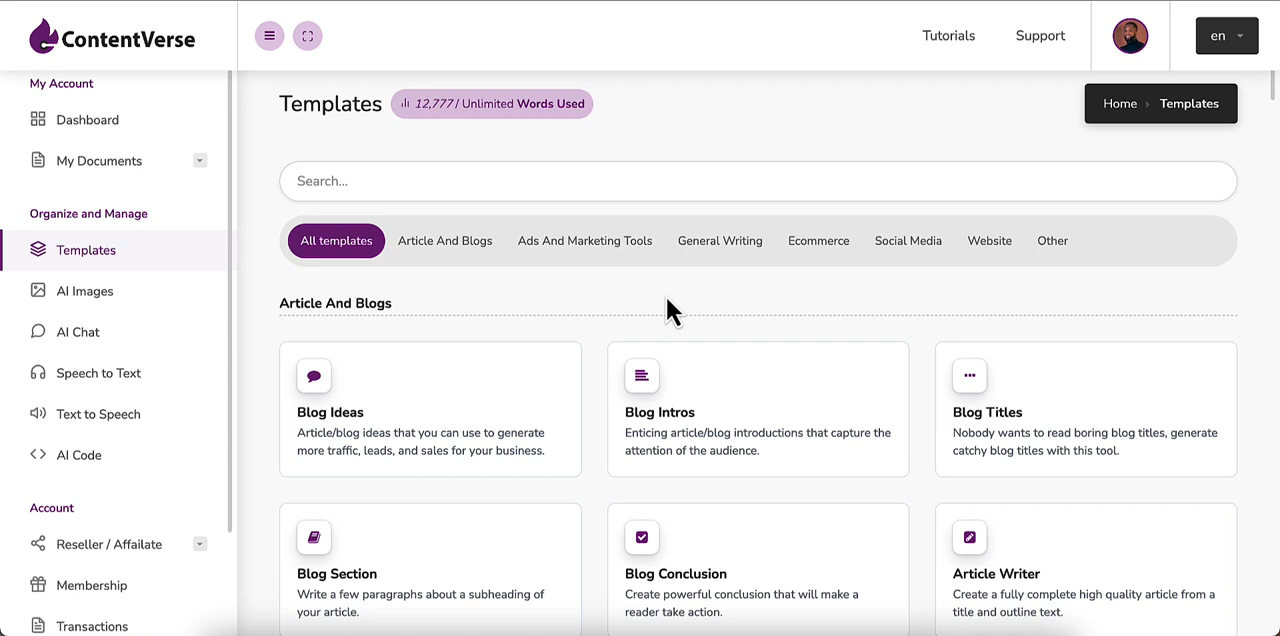 ContentVerse
Tutorials
Support
en
My Account
Dashboard
My Documents
Organize and Manage
Templates
AI Images
AI Chat
Speech to Text
Text to Speech
AI Code
Account
Reseller / Affailate
Membership
Transactions
Templates
12,777 / Unlimited Words Used
Home
Templates
Search...
All templates
Article And Blogs
Ads And Marketing Tools
General Writing
Ecommerce
Social Media
Website
Other
Article And Blogs
Blog Ideas
Article/blog ideas that you can use to generate
more traffic, leads, and sales for your business.
Blog Intros
Enticing article/blog introductions that capture the
attention of the audience.
Blog Titles
Nobody wants to read boring blog titles, generate
catchy blog titles with this tool.
Blog Section
Write a few paragraphs about a subheading of
your article.
Blog Conclusion
Create powerful conclusion that will make a
reader take action.
Article Writer
Create a fully complete high quality article from a
title and outline text.